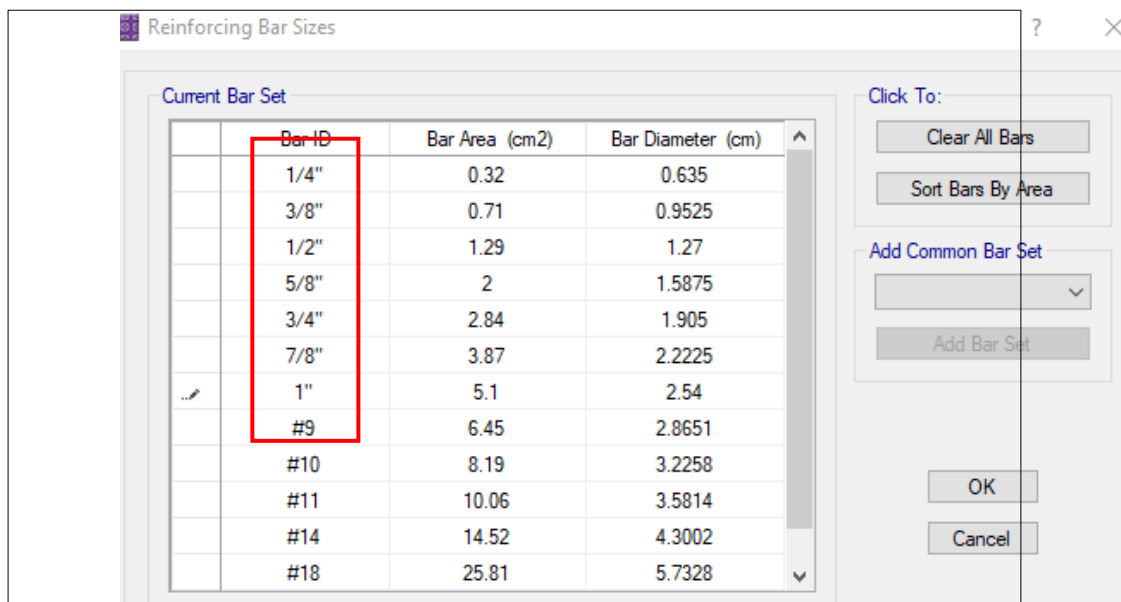 Reinforcing Bar Sizes ?
Current Bar Set
Bar ID Bar Area (cm2) Bar Diameter (cm)
1/4" 0.32 0.635
3/8" 0.71 0.9525
1/2" 1.29 1.27
5/8" 2 1.5875
3/4" 2.84 1.905
7/8" 3.87 2.2225
1" 5.1 2.54
#9 6.45 2.8651
#10 8.19 3.2258
#11 10.06 3.5814
#14 14.52 4.3002
#18 25.81 5.7328
Click To:
Clear All Bars
Sort Bars By Area
Add Common Bar Set
Add Bar Set
OK
Cancel